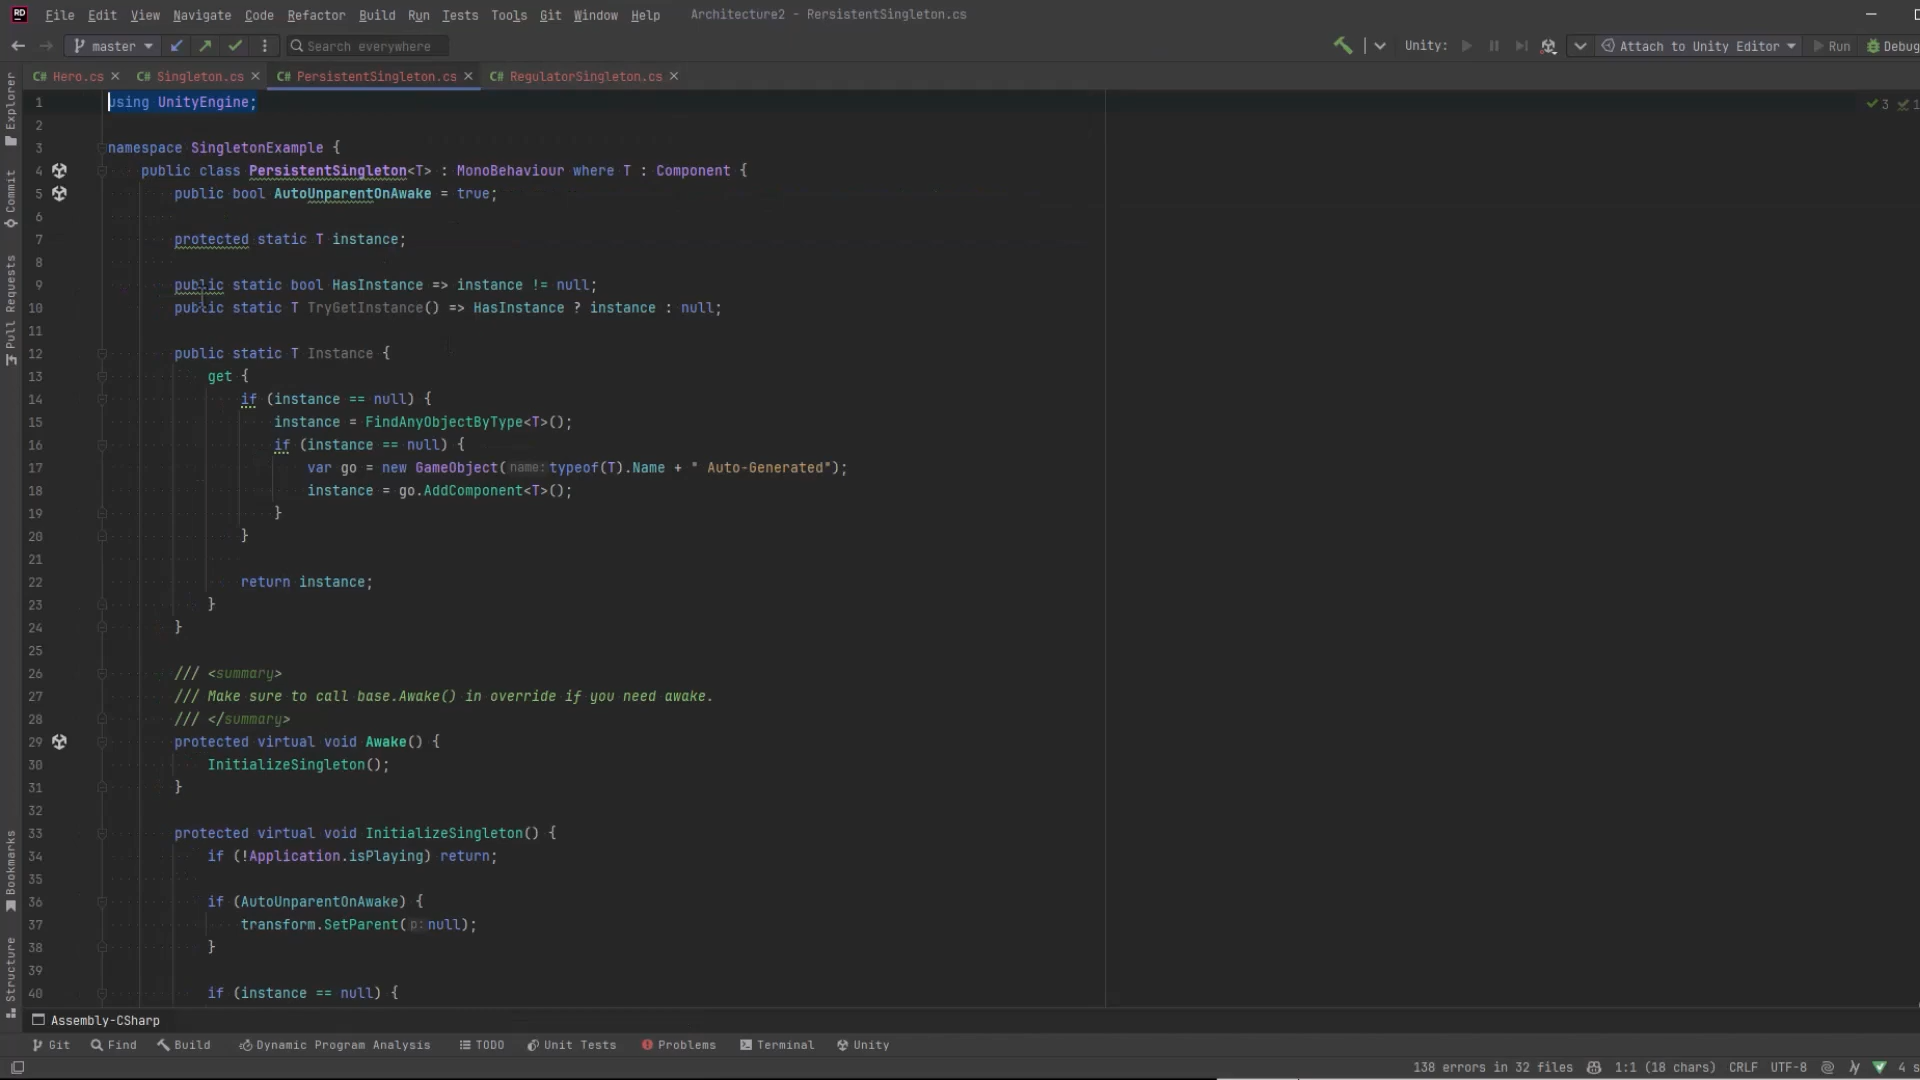 RD File Edit View Navigate Code Refactor Build Run Tests Tools Git Window Help Architecture2 - PersistentSingleton.cs
master Search everywhere Unity: Attach to Unity Editor Run Debug
C# Hero.cs C# Singleton.cs C# PersistentSingleton.cs C# RegulatorSingleton.cs
Explorer
Commit
Pull Requests
Bookmarks
Structure
3 1
1 using UnityEngine;
2
3 namespace SingletonExample {
4 public class PersistentSingleton<T> : MonoBehaviour where T : Component {
5 public bool AutoUnparentOnAwake = true;
6
7 protected static T instance;
8
9 public static bool HasInstance => instance != null;
10 public static T TryGetInstance() => HasInstance ? instance : null;
11
12 public static T Instance {
13 get {
14 if (instance == null) {
15 instance = FindAnyObjectByType<T>();
16 if (instance == null) {
17 var go = new GameObject(name: typeof(T).Name + " Auto-Generated");
18 instance = go.AddComponent<T>();
19 }
20 }
21
22 return instance;
23 }
24 }
25
26 /// <summary>
27 /// Make sure to call base.Awake() in override if you need awake.
28 /// </summary>
29 protected virtual void Awake() {
30 InitializeSingleton();
31 }
32
33 protected virtual void InitializeSingleton() {
34 if (!Application.isPlaying) return;
35
36 if (AutoUnparentOnAwake) {
37 transform.SetParent(p: null);
38 }
39
40 if (instance == null) {
Assembly-CSharp
Git Find Build Dynamic Program Analysis TODO Unit Tests Problems Terminal Unity
138 errors in 32 files 1:1 (18 chars) CRLF UTF-8 4 s